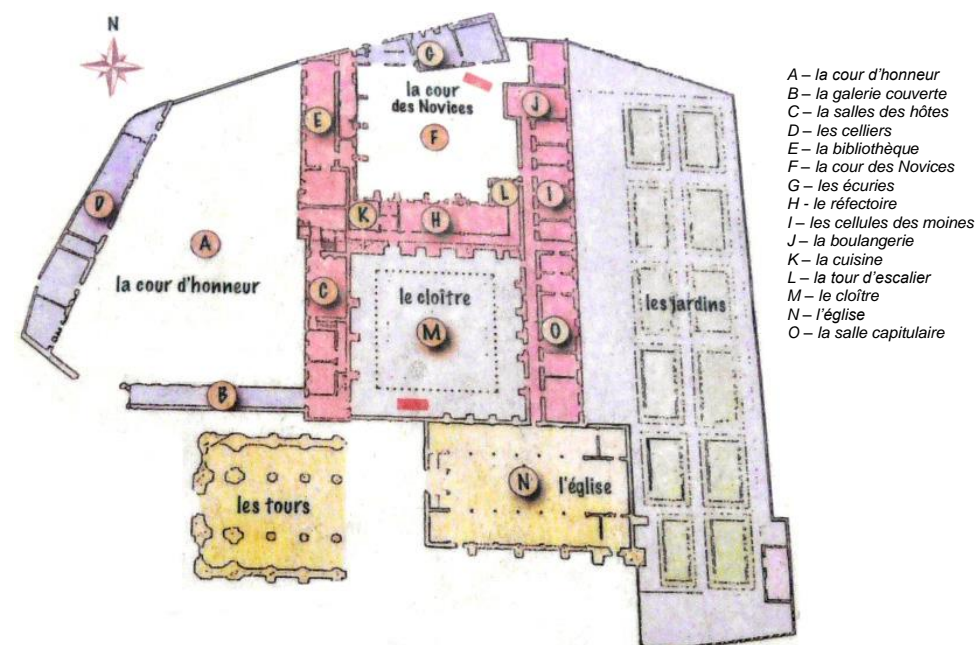 N
A – la cour d'honneur
B – la galerie couverte
C – la salles des hôtes
D – les celliers
E – la bibliothèque
F – la cour des Novices
G – les écuries
H - le réfectoire
I – les cellules des moines
J – la boulangerie
K – la cuisine
L – la tour d'escalier
M – le cloître
N – l'église
O – la salle capitulaire
G
la cour
des Novices
J
E
F
L
I
D
K
H
A
la cour d'honneur
C
le cloître
les jardins
M
O
B
N
l'église
les tours